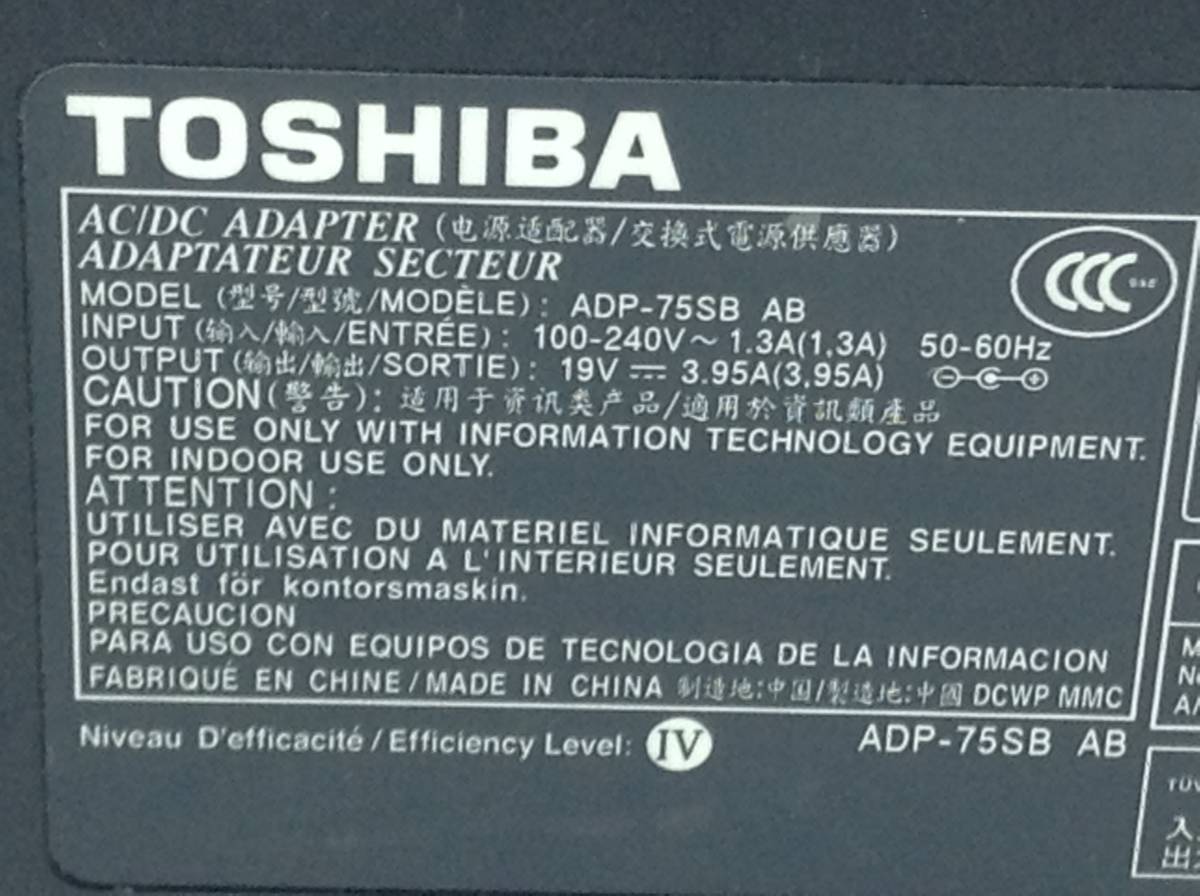 TOSHIBA
AC/DC ADAPTER (电源适配器/交換式電源供應器)
ADAPTATEUR SECTEUR
MODEL (型号/型號/MODÈLE): ADP-75SB AB
INPUT (输入/輸入/ENTRÉE): 100-240V~ 1.3A(1,3A) 50-60Hz
OUTPUT (输出/輸出/SORTIE): 19V ⎓ 3.95A(3,95A)
CAUTION(警告): 适用于资讯类产品/適用於資訊類產品
FOR USE ONLY WITH INFORMATION TECHNOLOGY EQUIPMENT.
FOR INDOOR USE ONLY.
ATTENTION :
UTILISER AVEC DU MATERIEL INFORMATIQUE SEULEMENT.
POUR UTILISATION A L'INTERIEUR SEULEMENT.
Endast för kontorsmaskin.
PRECAUCION
PARA USO CON EQUIPOS DE TECNOLOGIA DE LA INFORMACION
FABRIQUÉ EN CHINE/MADE IN CHINA 制造地:中国/製造地:中國 DCWP MMC
Niveau D'efficacité/Efficiency Level: IV ADP-75SB AB
CCC
TÜV
入
出